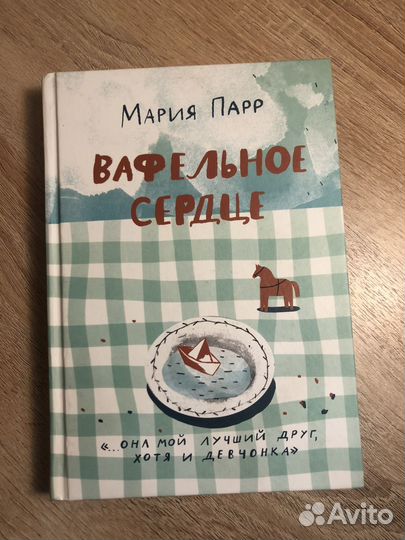 Мария Парр
Вафельное
сердце
«...она мой лучший друг,
хотя и девчонка»
Avito